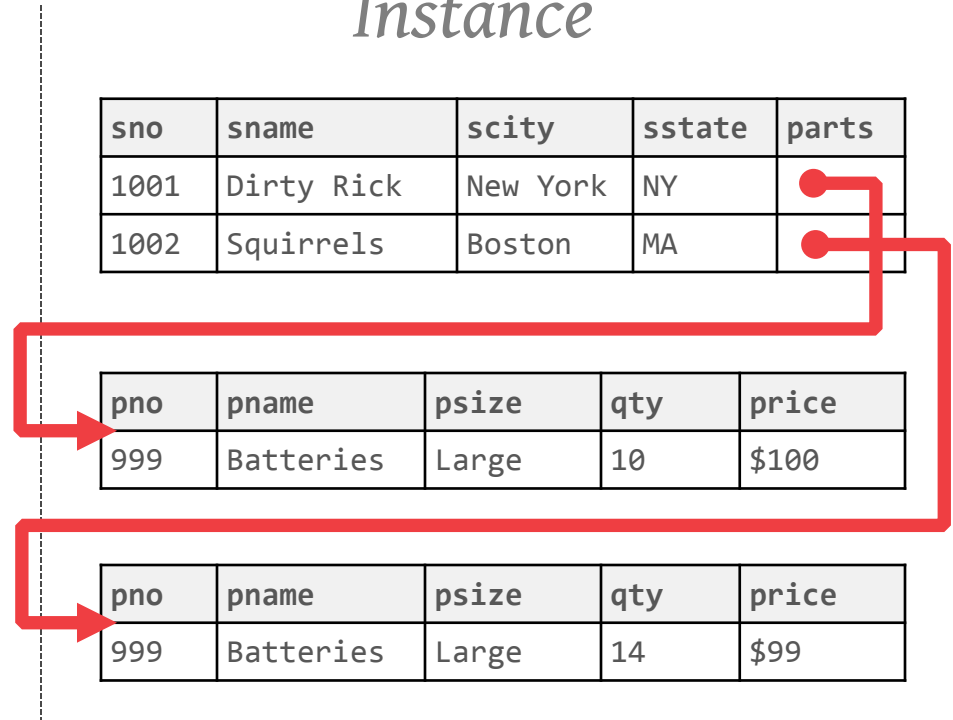 Instance
sno sname scity sstate parts
1001 Dirty Rick New York NY
1002 Squirrels Boston MA
pno pname psize qty price
999 Batteries Large 10 $100
pno pname psize qty price
999 Batteries Large 14 $99